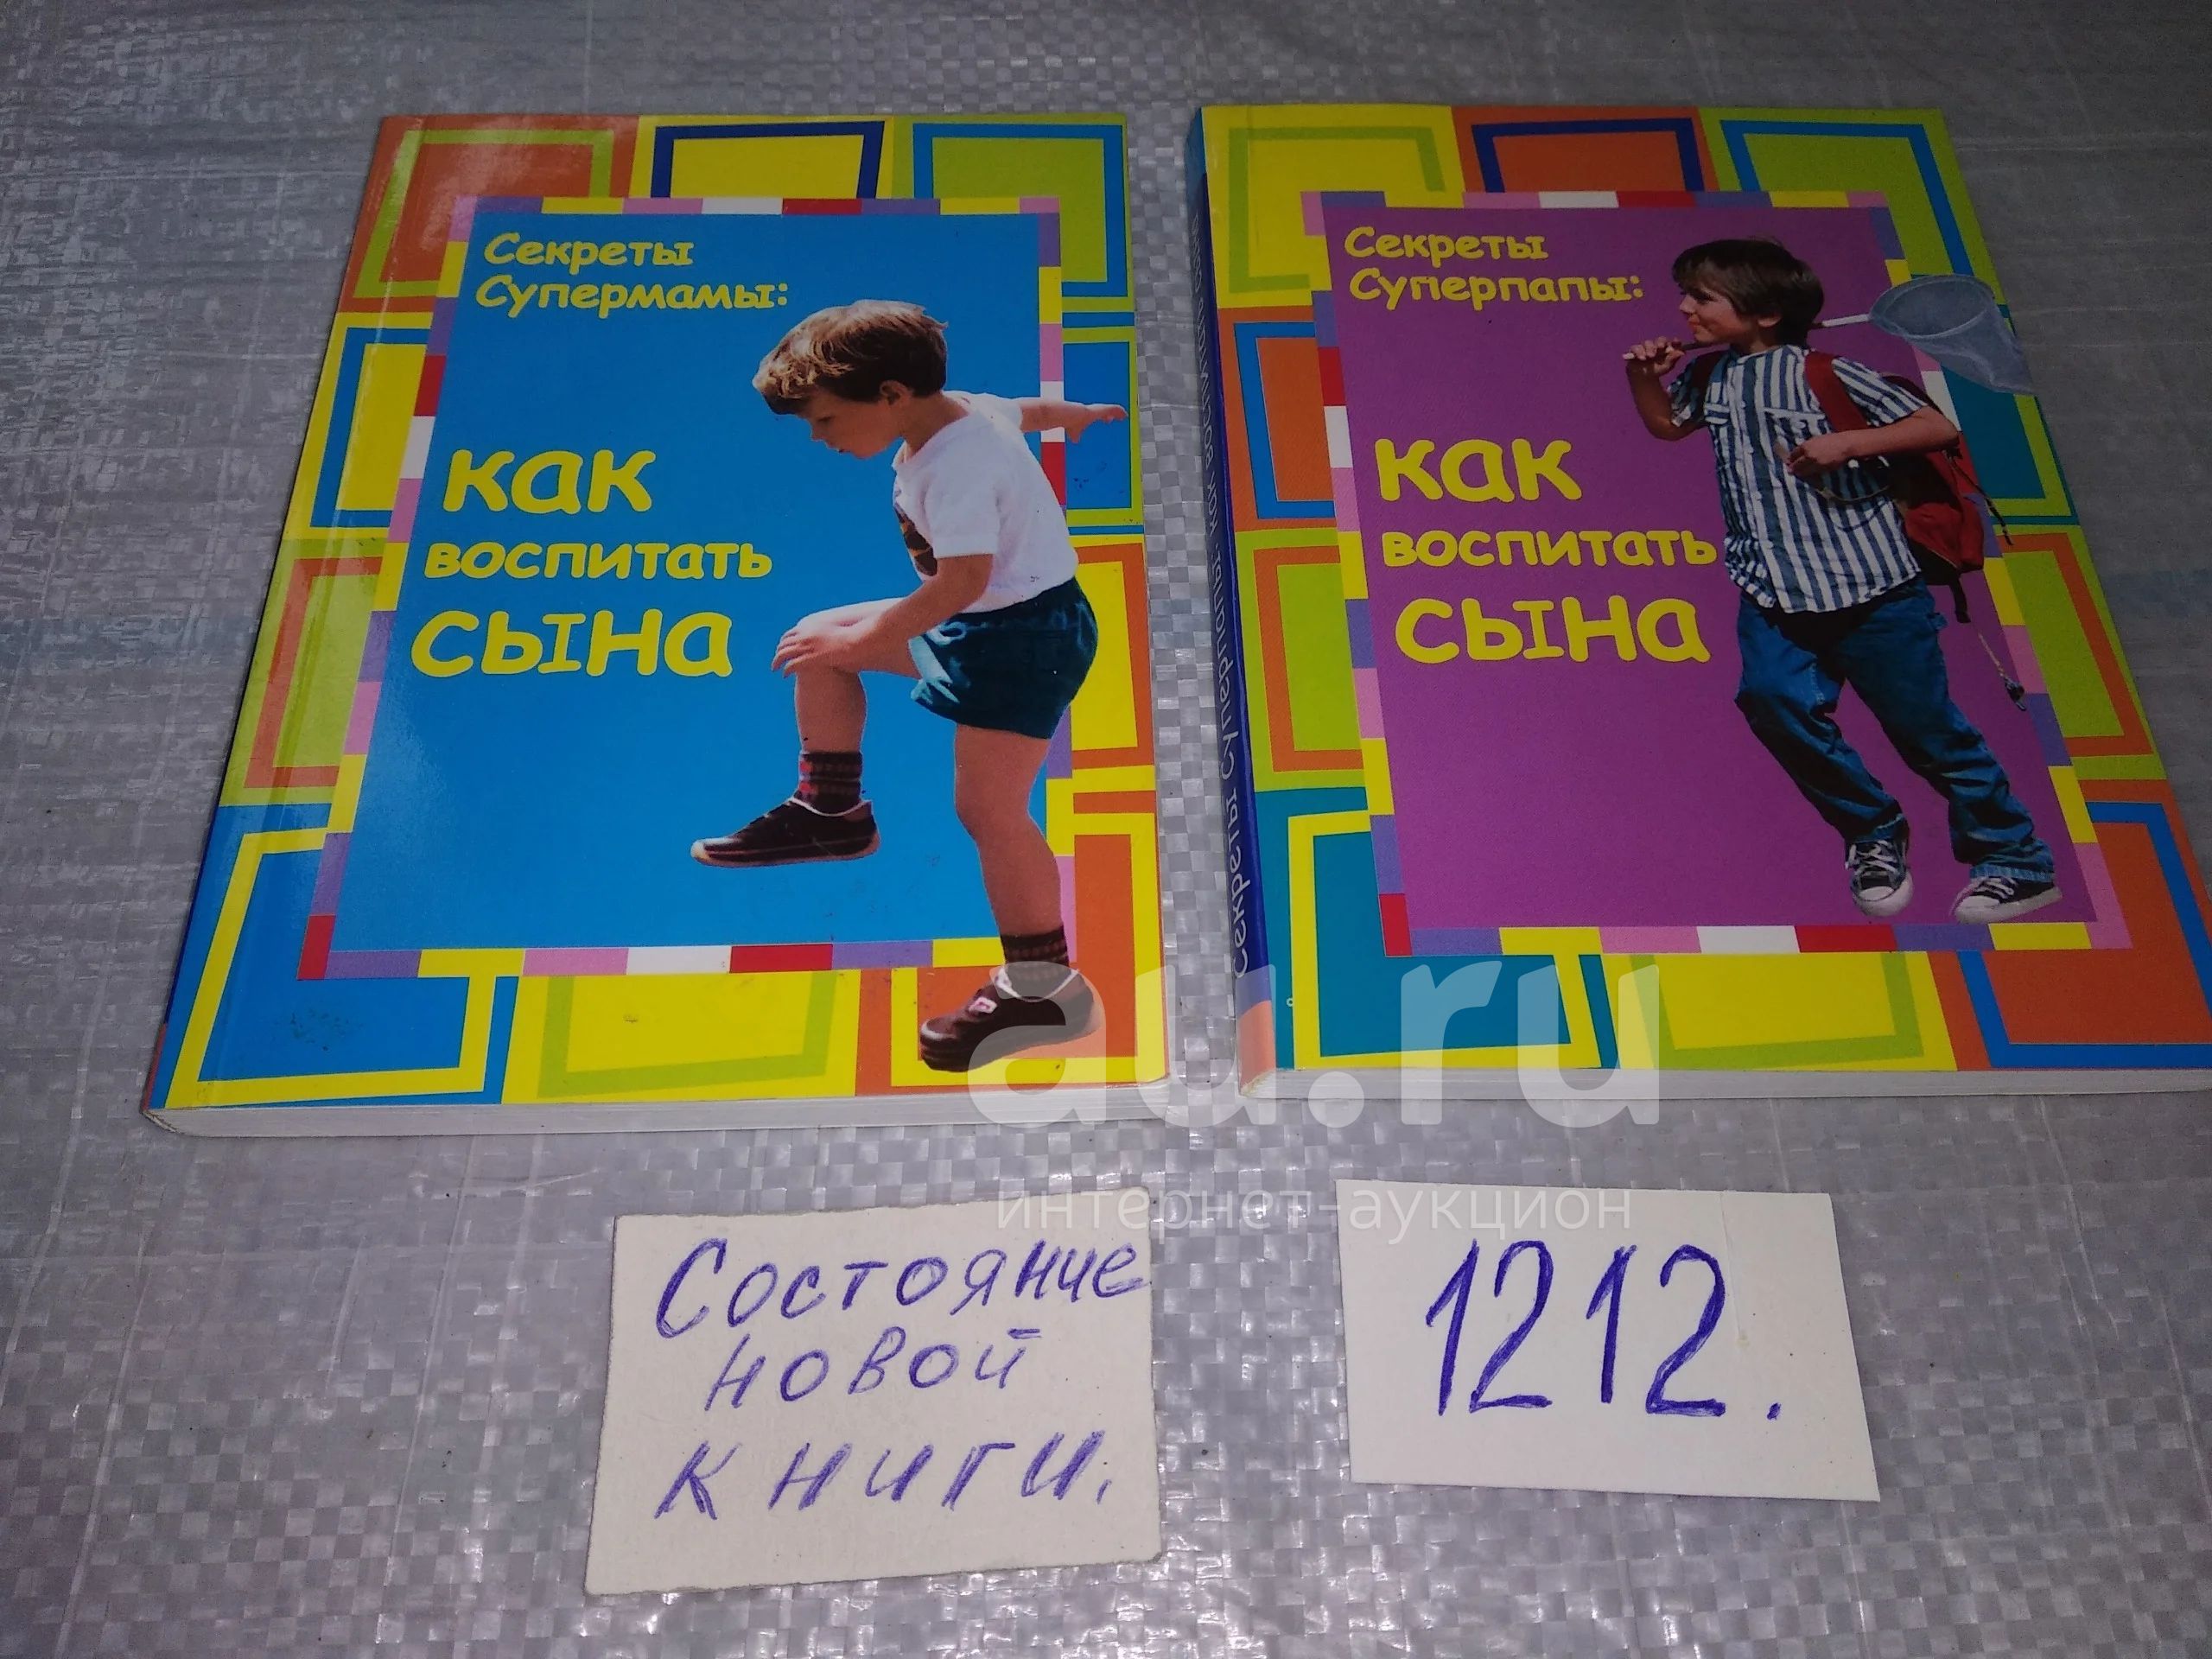 Секреты
Супермамы:
как
воспитать
сына
Секреты
Суперпапы:
как
воспитать
сына
Секреты Суперпапы: как воспитать сына
au.ru
интернет-аукцион
Состояние
новой
книги.
1212.